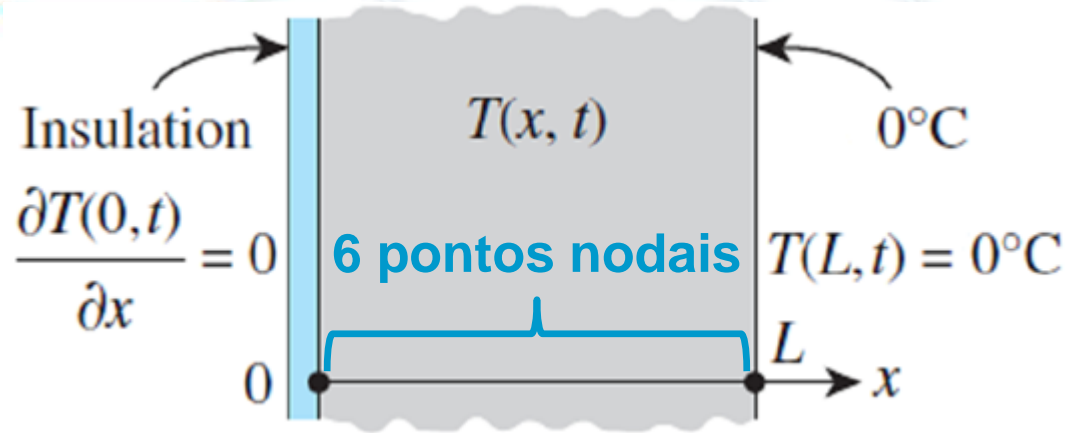 T(x, t)
Insulation
0°C
∂T(0,t)/∂x = 0
6 pontos nodais
T(L,t) = 0°C
L
0
x